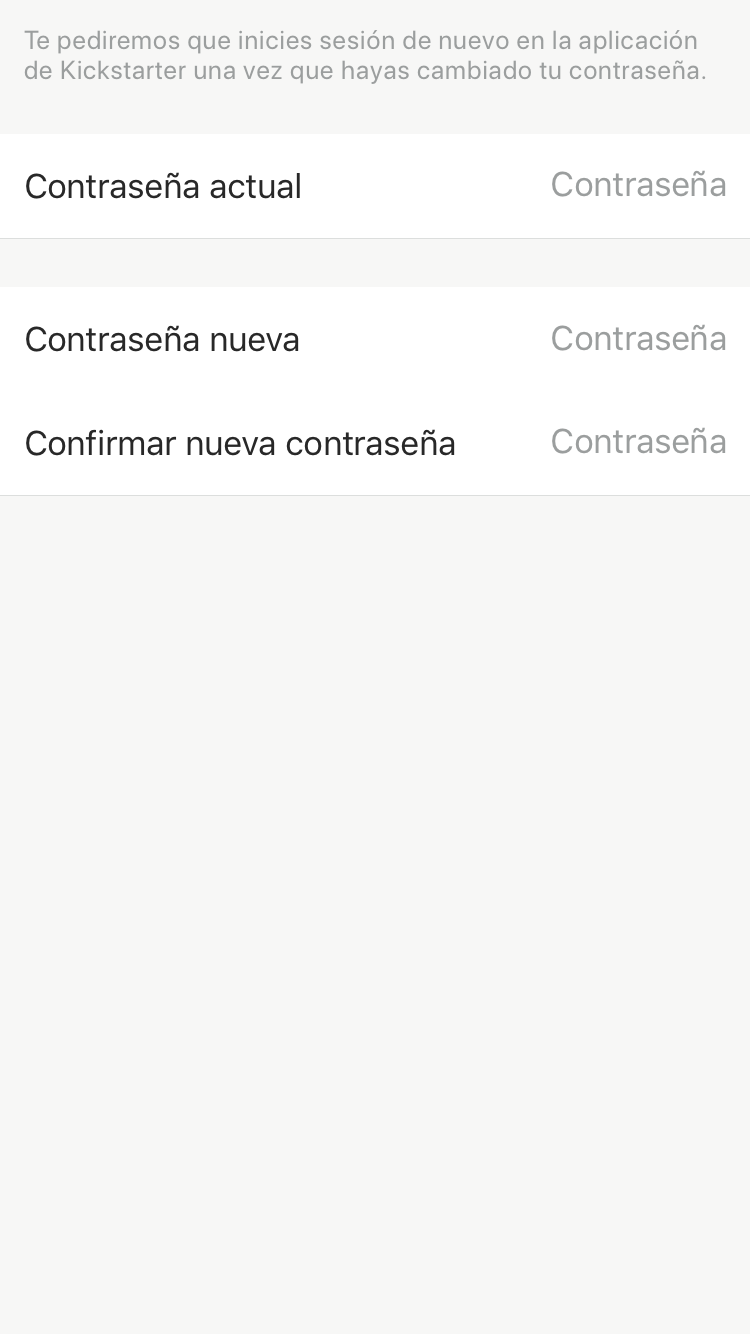 Te pediremos que inicies sesión de nuevo en la aplicación
de Kickstarter una vez que hayas cambiado tu contraseña.
Contraseña actual Contraseña
Contraseña nueva Contraseña
Confirmar nueva contraseña Contraseña